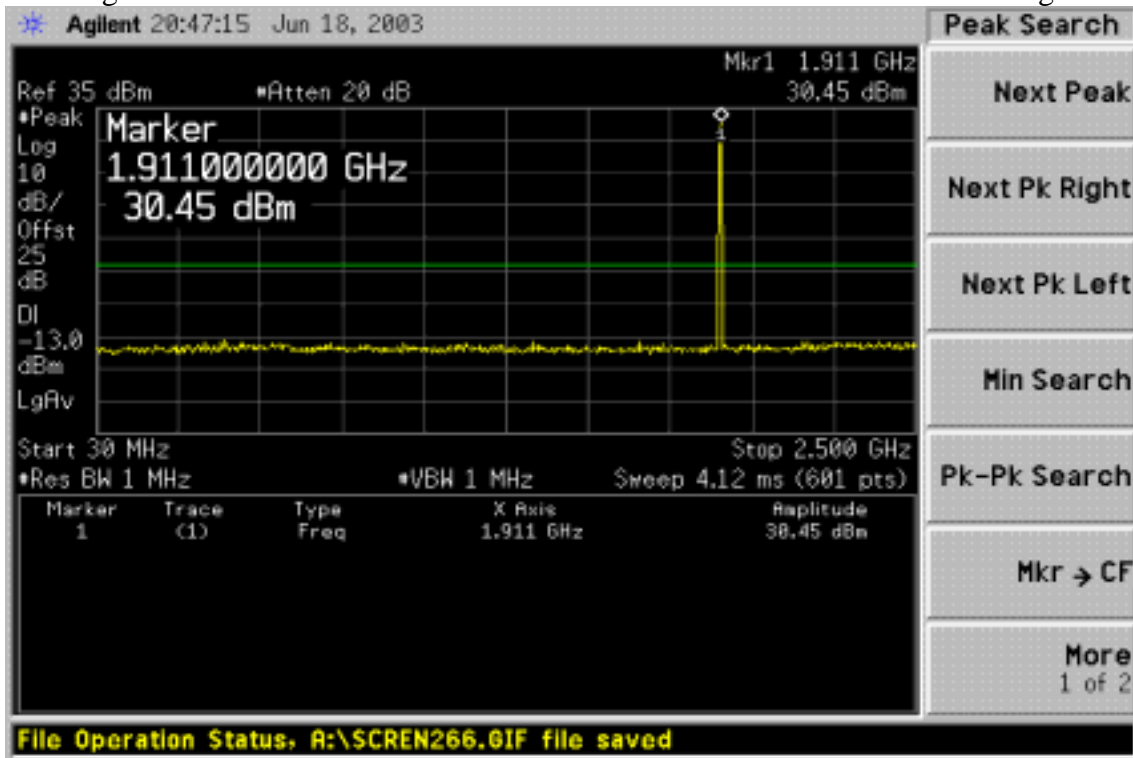 Agilent 20:47:15 Jun 18, 2003
Peak Search
Mkr1 1.911 GHz
Ref 35 dBm #Atten 20 dB 30.45 dBm
#Peak
Log
10
dB/
Offst
25
dB
DI
-13.0
dBm
LgAv
Marker
1.911000000 GHz
30.45 dBm
1
Start 30 MHz Stop 2.500 GHz
#Res BW 1 MHz #VBW 1 MHz Sweep 4.12 ms (601 pts)
Marker Trace Type X Axis Amplitude
1 (1) Freq 1.911 GHz 30.45 dBm
Next Peak
Next Pk Right
Next Pk Left
Min Search
Pk-Pk Search
Mkr → CF
More
1 of 2
File Operation Status, A:\SCREN266.GIF file saved